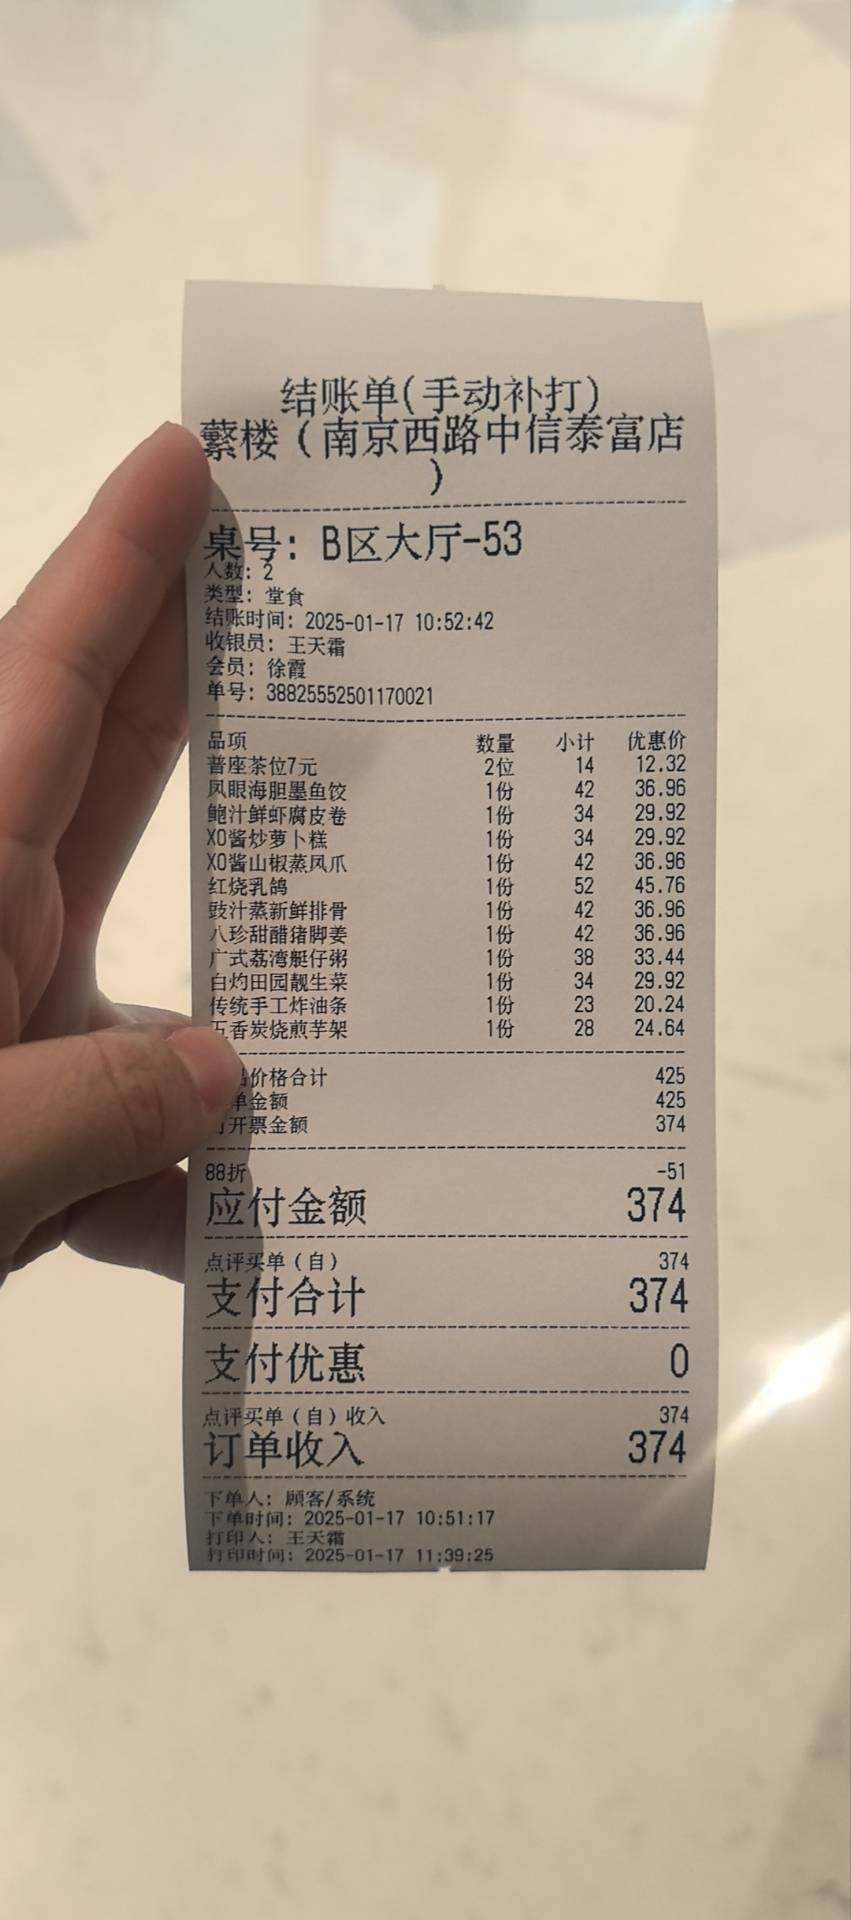 结账单(手动补打)
蘩楼（南京西路中信泰富店
）
桌号: B区大厅-53
人数: 2
类型: 堂食
结账时间: 2025-01-17 10:52:42
收银员: 王天霜
会员: 徐霞
单号: 38825552501170021
品项 数量 小计 优惠价
普座茶位7元 2位 14 12.32
凤眼海胆墨鱼饺 1份 42 36.96
鲍汁鲜虾腐皮卷 1份 34 29.92
XO酱炒萝卜糕 1份 34 29.92
XO酱山椒蒸凤爪 1份 42 36.96
红烧乳鸽 1份 52 45.76
豉汁蒸新鲜排骨 1份 42 36.96
八珍甜醋猪脚姜 1份 42 36.96
广式荔湾艇仔粥 1份 38 33.44
白灼田园靓生菜 1份 34 29.92
传统手工炸油条 1份 23 20.24
五香炭烧煎芋架 1份 28 24.64
价格合计 425
单金额 425
开票金额 374
88折 -51
应付金额 374
点评买单（自） 374
支付合计 374
支付优惠 0
点评买单（自）收入 374
订单收入 374
下单人: 顾客/系统
下单时间: 2025-01-17 10:51:17
打印人: 王天霜
打印时间: 2025-01-17 11:39:25